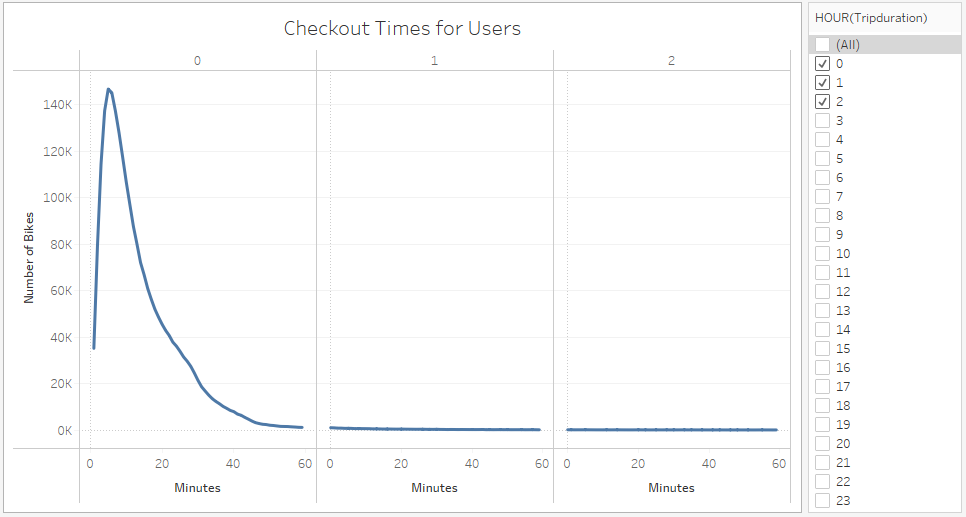 Checkout Times for Users
0 1 2
140K
120K
100K
80K
60K
40K
20K
0K
Number of Bikes
0 20 40 60 0 20 40 60 0 20 40 60
Minutes Minutes Minutes
HOUR(Tripduration)
(All)
0
1
2
3
4
5
6
7
8
9
10
11
12
13
14
15
16
17
18
19
20
21
22
23